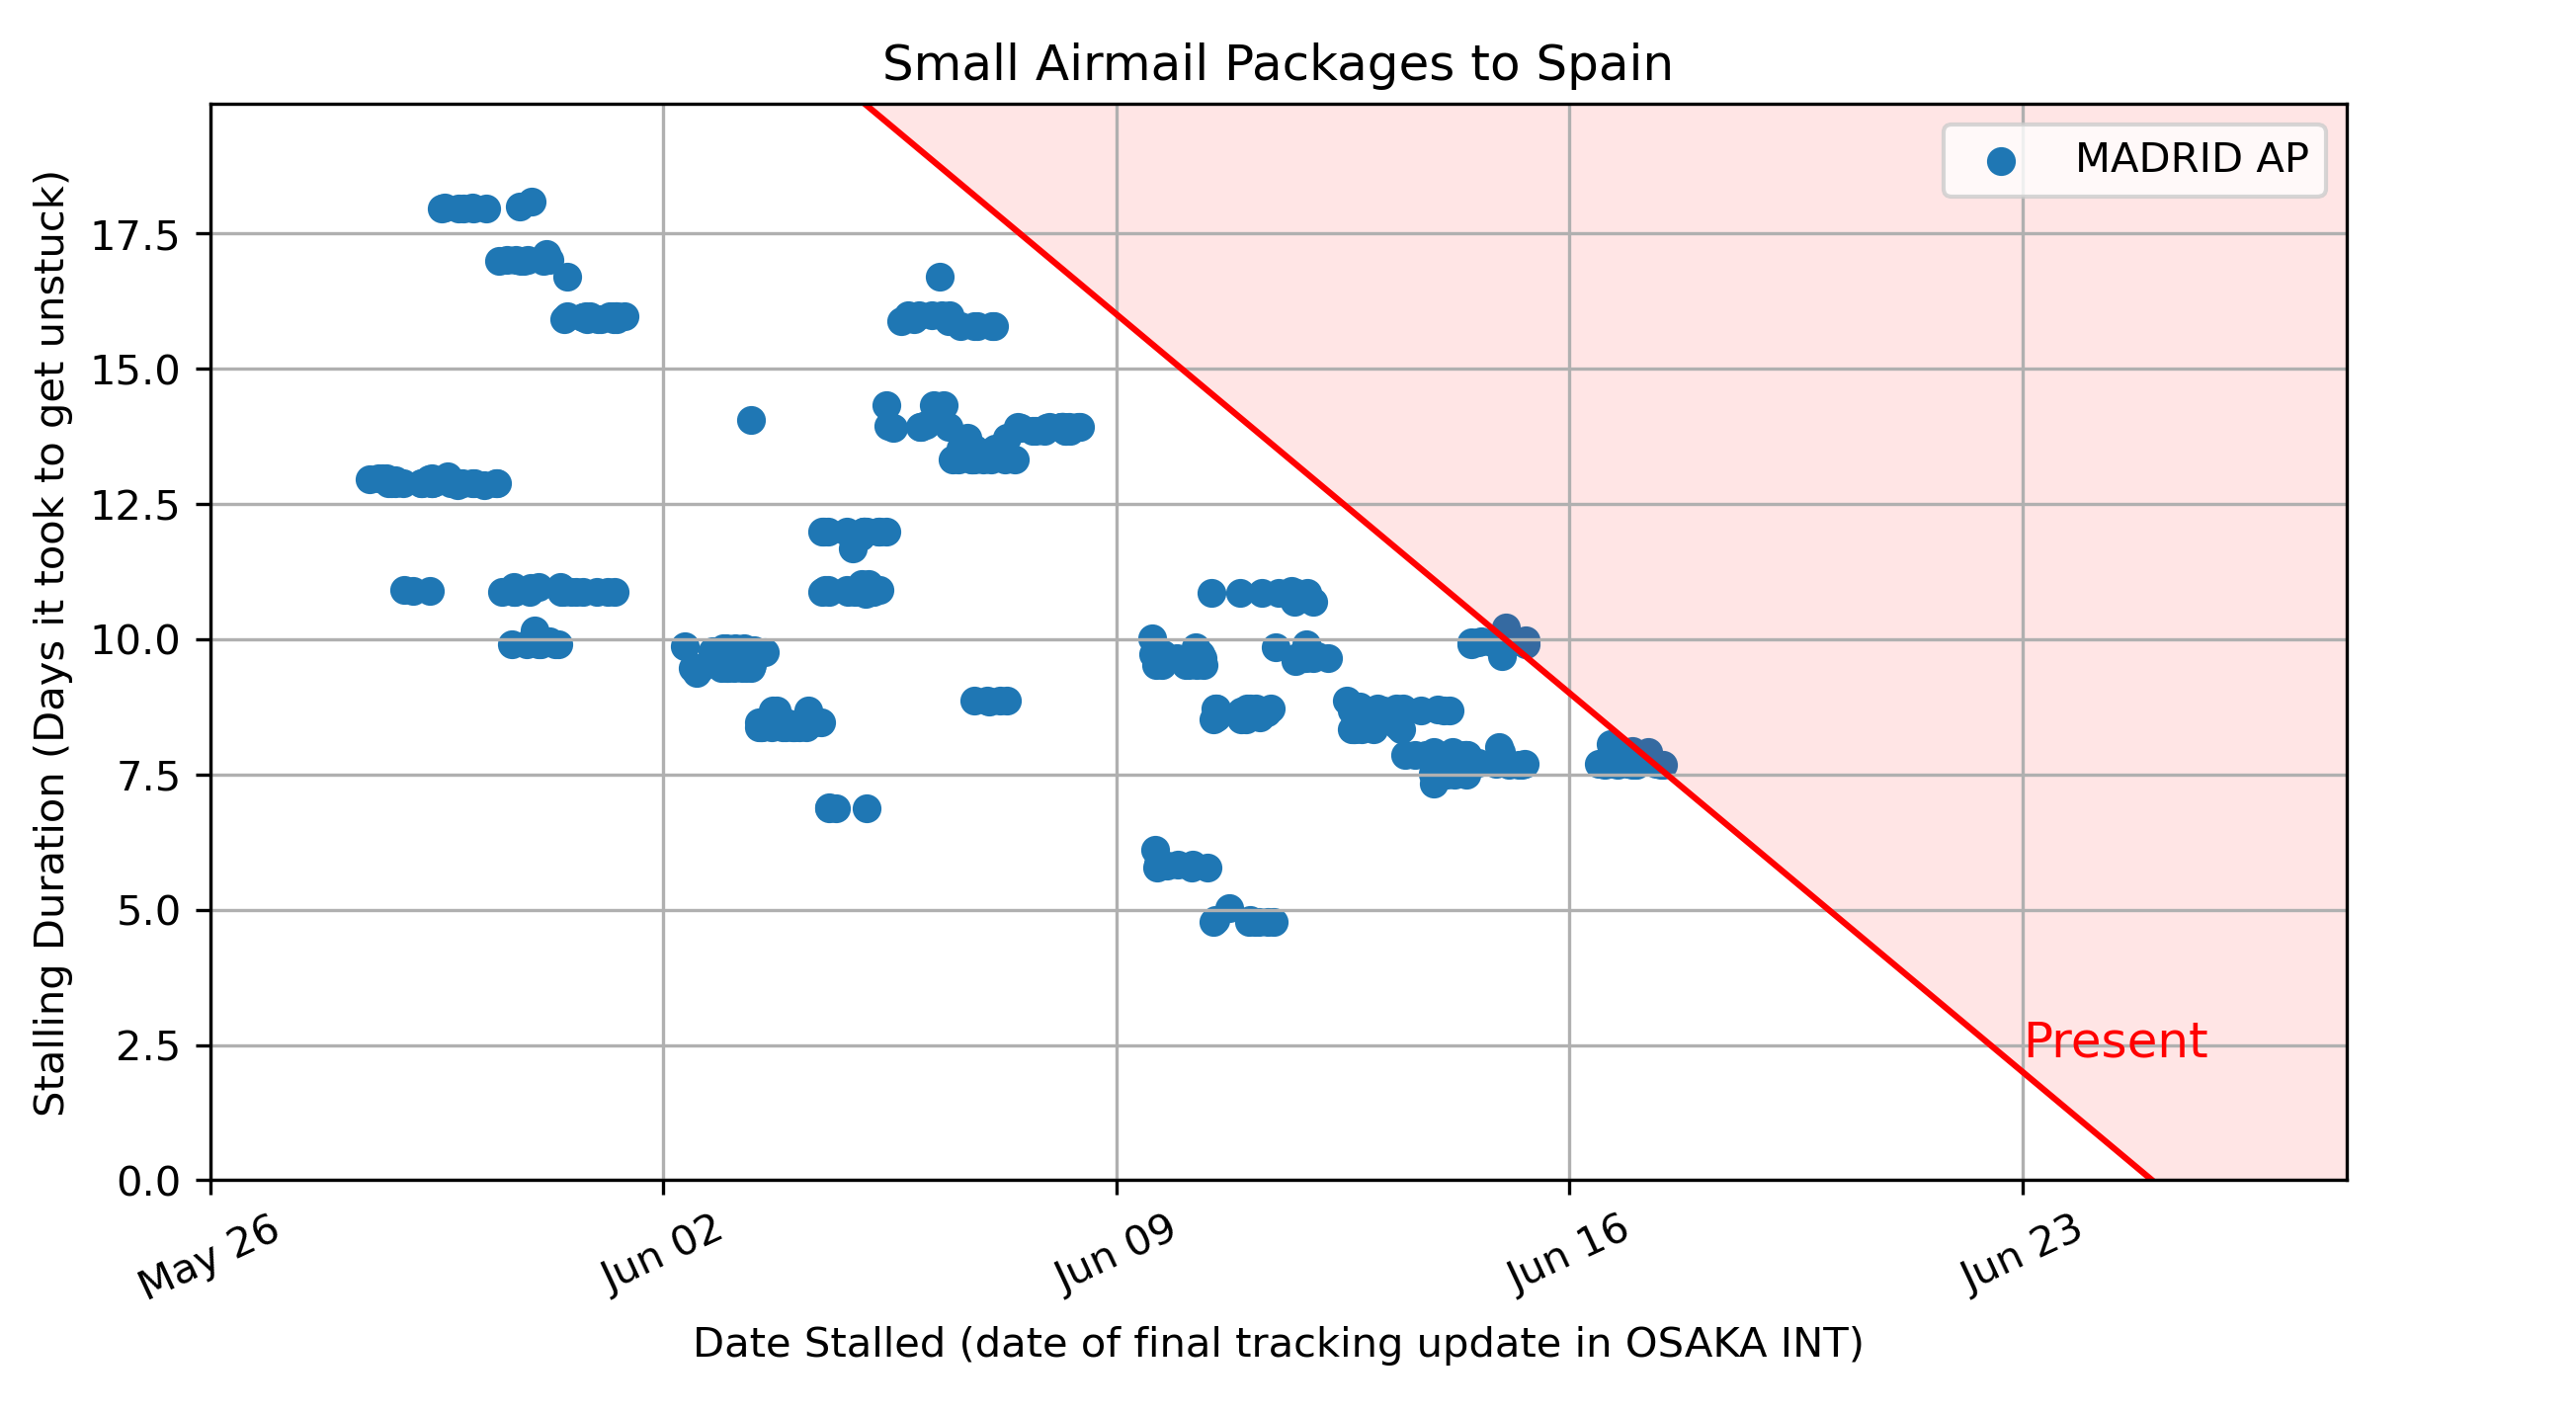 Small Airmail Packages to Spain
MADRID AP
Stalling Duration (Days it took to get unstuck)
17.5
15.0
12.5
10.0
7.5
5.0
2.5
0.0
Present
May 26
Jun 02
Jun 09
Jun 16
Jun 23
Date Stalled (date of final tracking update in OSAKA INT)